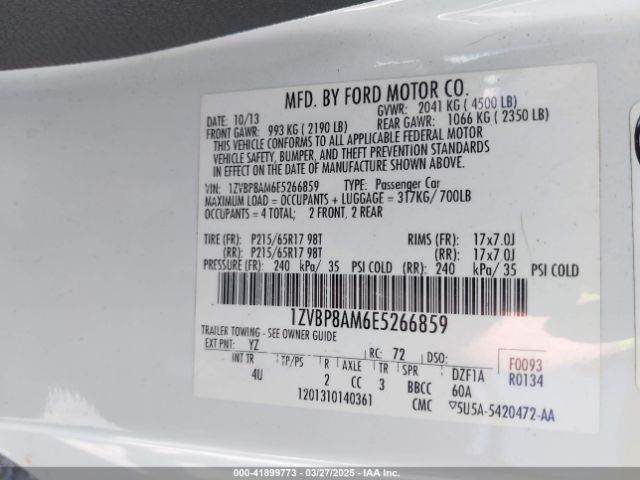 MFD. BY FORD MOTOR CO.
DATE: 10/13 GVWR: 2041 KG ( 4500 LB)
FRONT GAWR: 993 KG ( 2190 LB) REAR GAWR: 1066 KG ( 2350 LB)
THIS VEHICLE CONFORMS TO ALL APPLICABLE FEDERAL MOTOR
VEHICLE SAFETY, BUMPER, AND THEFT PREVENTION STANDARDS
IN EFFECT ON THE DATE OF MANUFACTURE SHOWN ABOVE.
VIN: 1ZVBP8AM6E5266859 TYPE: Passenger Car
MAXIMUM LOAD = OCCUPANTS + LUGGAGE = 317KG/ 700LB
OCCUPANTS = 4 TOTAL; 2 FRONT, 2 REAR
TIRE (FR): P215/65R17 98T RIMS (FR): 17x7.0J
(RR): P215/65R17 98T (RR): 17x7.0J
PRESSURE (FR): 240 kPa/ 35 PSI COLD (RR): 240 kPa/ 35 PSI COLD
1ZVBP8AM6E5266859
TRAILER TOWING - SEE OWNER GUIDE
EXT PNT: YZ RC: 72 DSO: F0093
INT TR TP/PS R AXLE TR SPR DZF1A R0134
4U 2 CC 3 BBCC 60A
1201310140361 CMC ▽5U5A-5420472-AA
000-41899773 — 03/27/2025 — Copyright IAA, Inc.